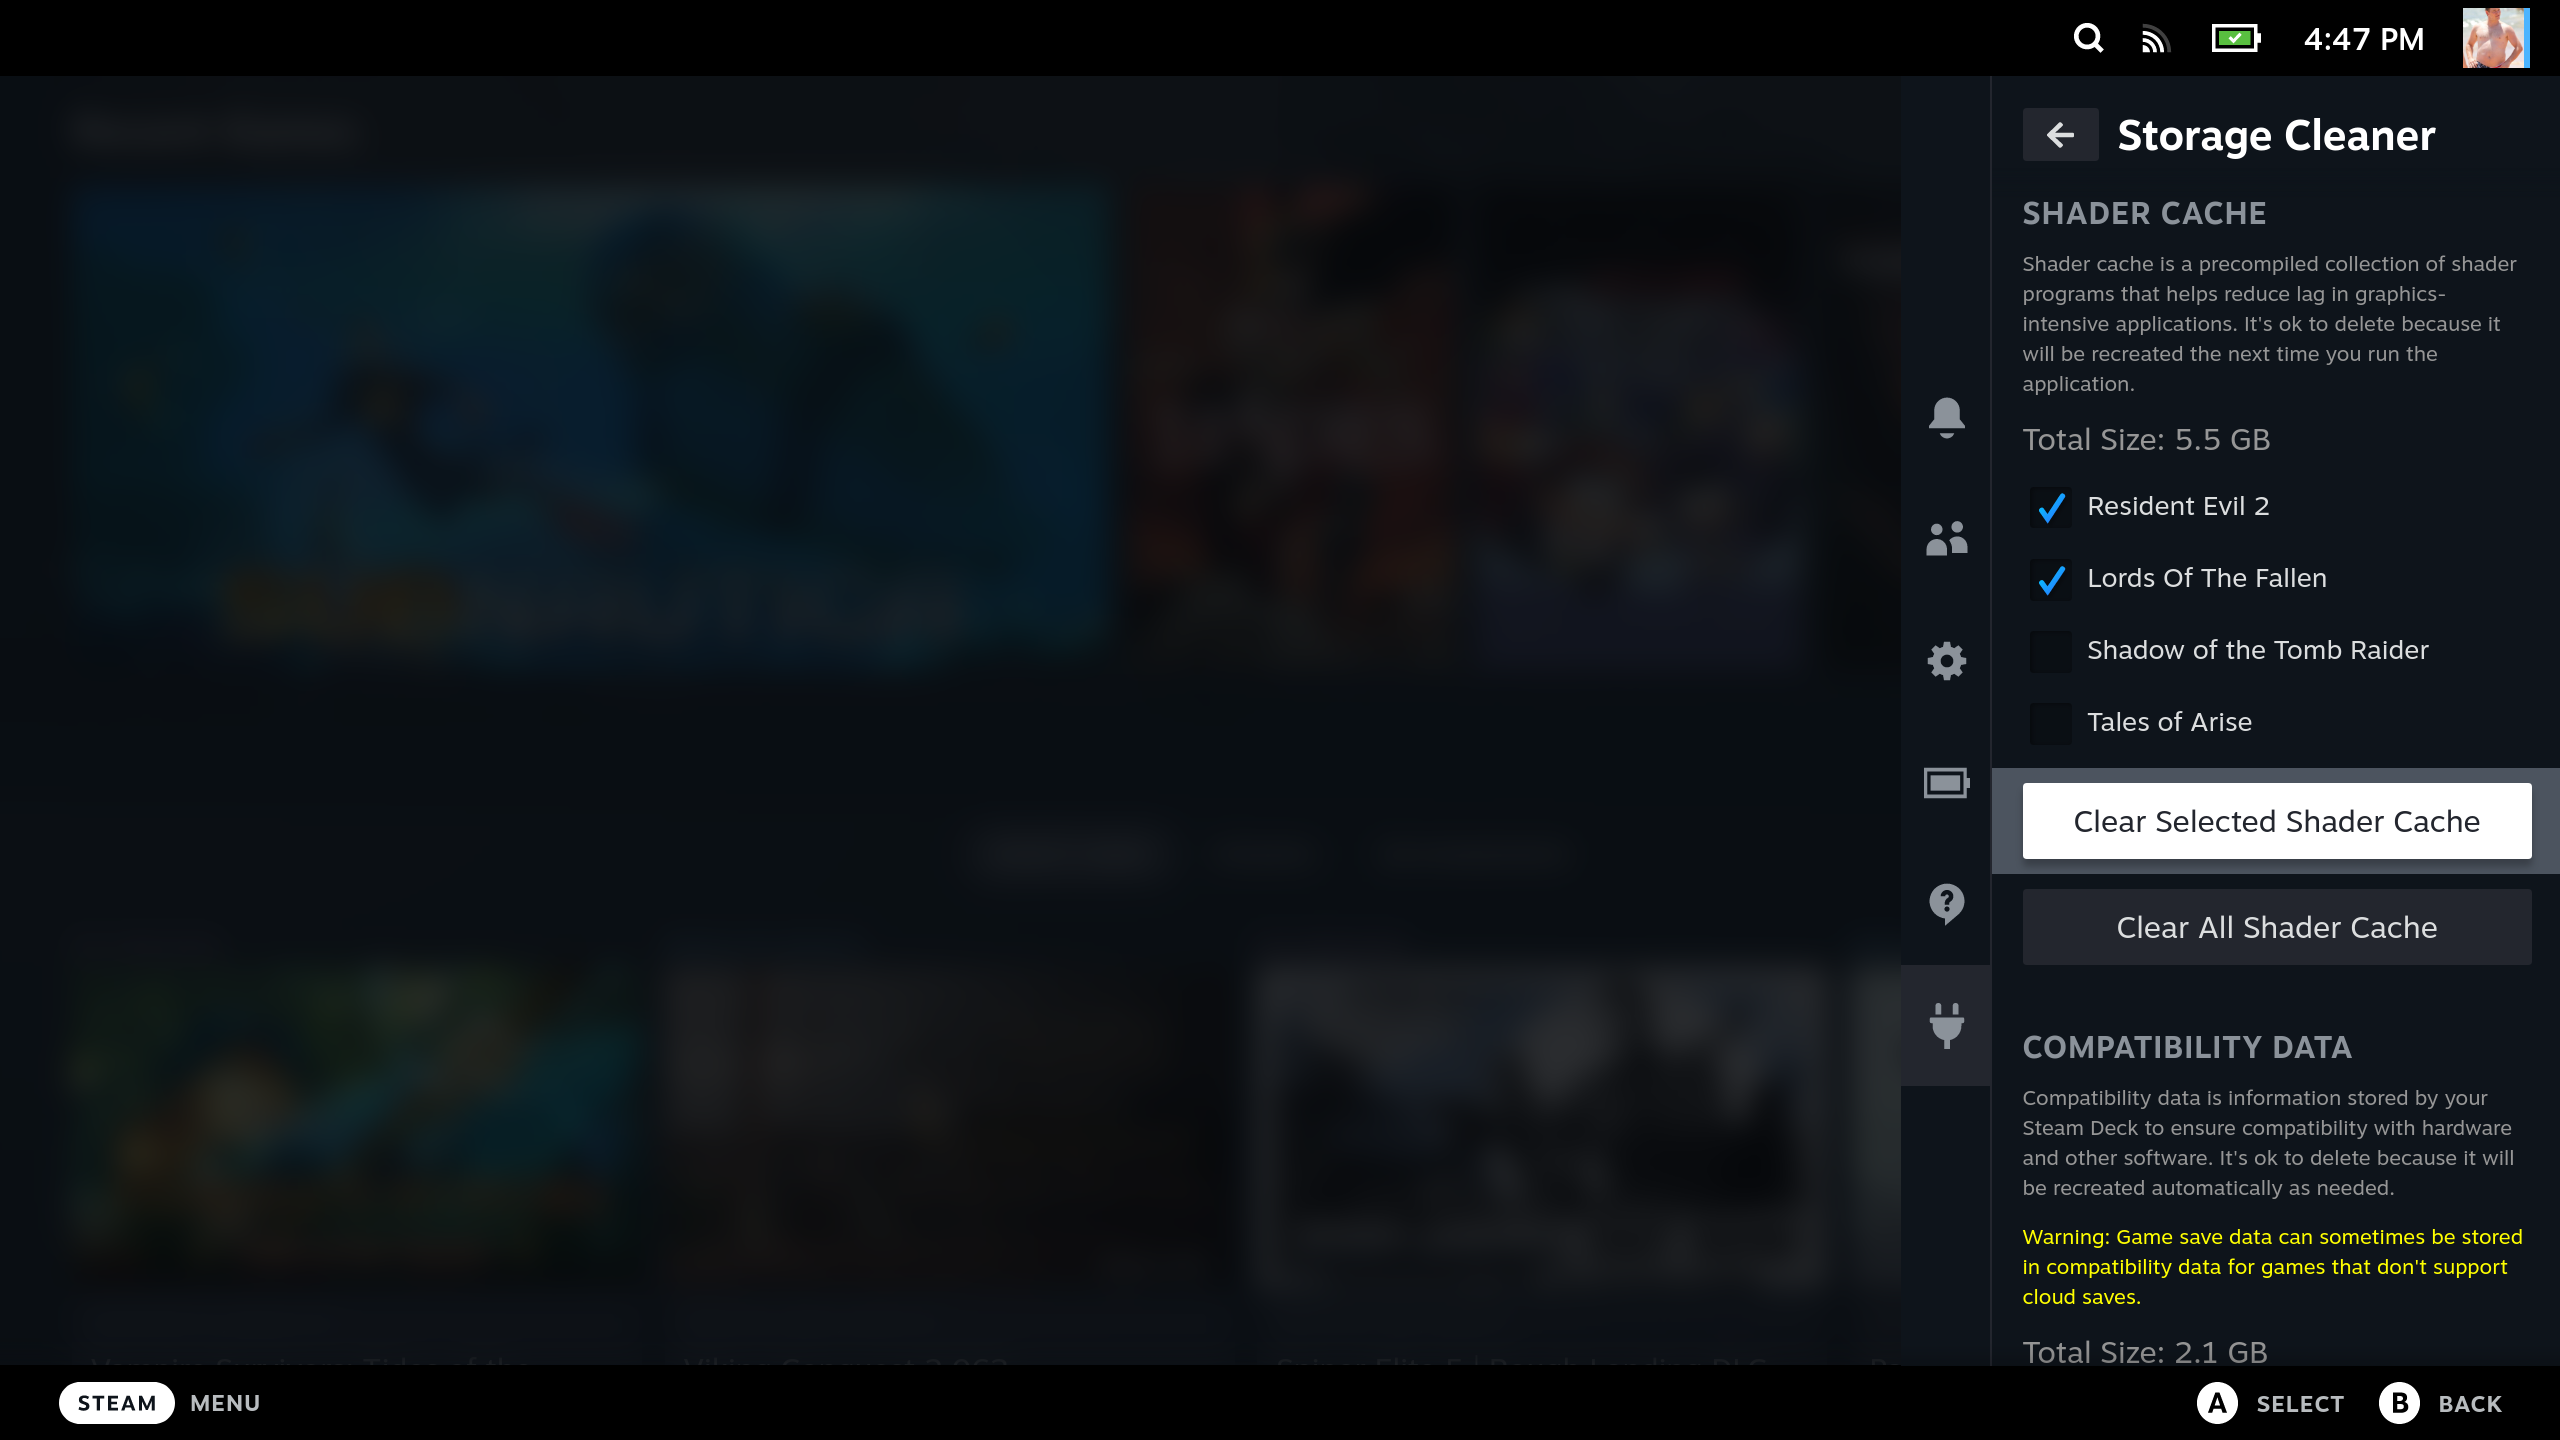 4:47 PM
Storage Cleaner
SHADER CACHE
Shader cache is a precompiled collection of shader
programs that helps reduce lag in graphics-
intensive applications. It's ok to delete because it
will be recreated the next time you run the
application.
Total Size: 5.5 GB
Resident Evil 2
Lords Of The Fallen
Shadow of the Tomb Raider
Tales of Arise
Clear Selected Shader Cache
Clear All Shader Cache
COMPATIBILITY DATA
Compatibility data is information stored by your
Steam Deck to ensure compatibility with hardware
and other software. It's ok to delete because it will
be recreated automatically as needed.
Warning: Game save data can sometimes be stored
in compatibility data for games that don't support
cloud saves.
Total Size: 2.1 GB
STEAM MENU
A SELECT B BACK